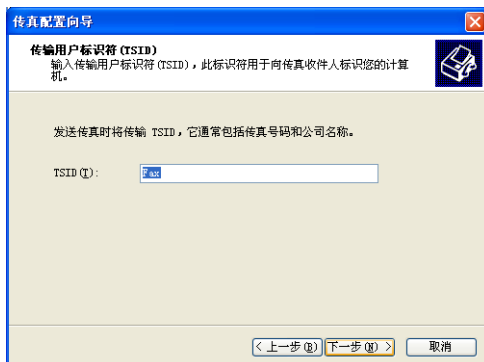 传真配置向导
传输用户标识符(TSID)
输入传输用户标识符(TSID)，此标识符用于向传真收件人标识您的计算
机。
发送传真时将传输 TSID，它通常包括传真号码和公司名称。
TSID(T): Fax
< 上一步(B) 下一步(N) > 取消